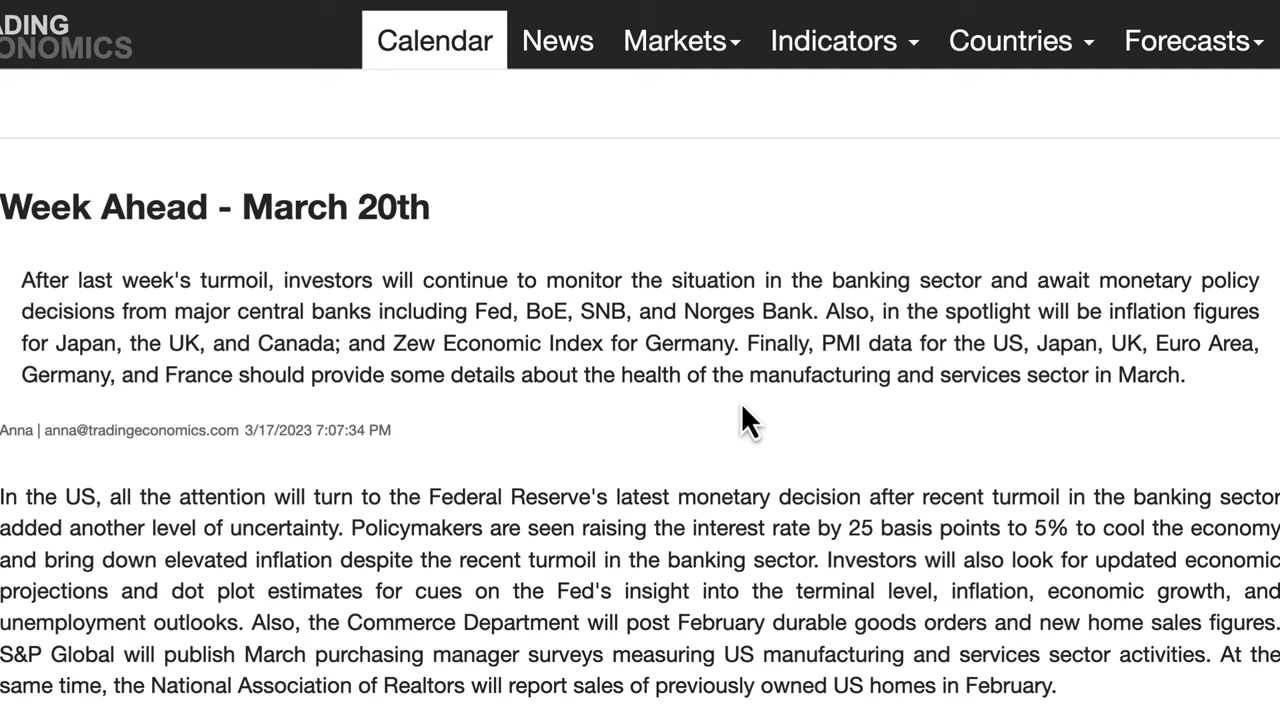 ADING
ONOMICS
Calendar News Markets Indicators Countries Forecasts
Week Ahead - March 20th
After last week's turmoil, investors will continue to monitor the situation in the banking sector and await monetary policy
decisions from major central banks including Fed, BoE, SNB, and Norges Bank. Also, in the spotlight will be inflation figures
for Japan, the UK, and Canada; and Zew Economic Index for Germany. Finally, PMI data for the US, Japan, UK, Euro Area,
Germany, and France should provide some details about the health of the manufacturing and services sector in March.
Anna | anna@tradingeconomics.com 3/17/2023 7:07:34 PM
In the US, all the attention will turn to the Federal Reserve's latest monetary decision after recent turmoil in the banking sector
added another level of uncertainty. Policymakers are seen raising the interest rate by 25 basis points to 5% to cool the economy
and bring down elevated inflation despite the recent turmoil in the banking sector. Investors will also look for updated economic
projections and dot plot estimates for cues on the Fed's insight into the terminal level, inflation, economic growth, and
unemployment outlooks. Also, the Commerce Department will post February durable goods orders and new home sales figures.
S&P Global will publish March purchasing manager surveys measuring US manufacturing and services sector activities. At the
same time, the National Association of Realtors will report sales of previously owned US homes in February.